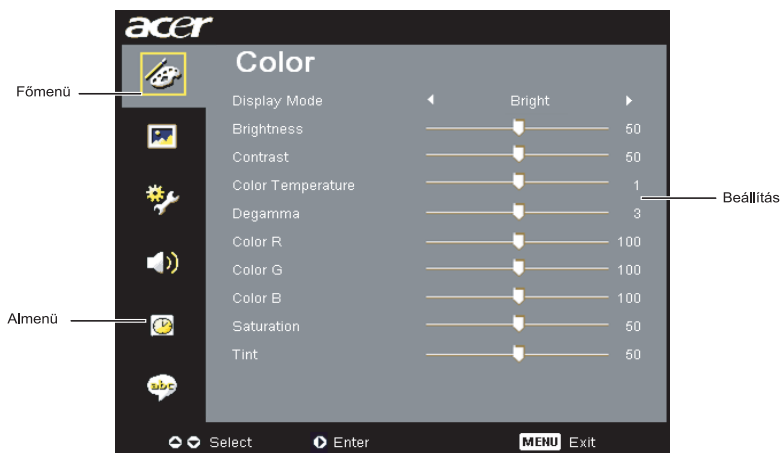 acer
Color
Főmenü
Display Mode Bright
Brightness 50
Contrast 50
Color Temperature 1
Beállítás
Degamma 3
Color R 100
Color G 100
Color B 100
Almenü
Saturation 50
Tint 50
abc
Select Enter MENU Exit